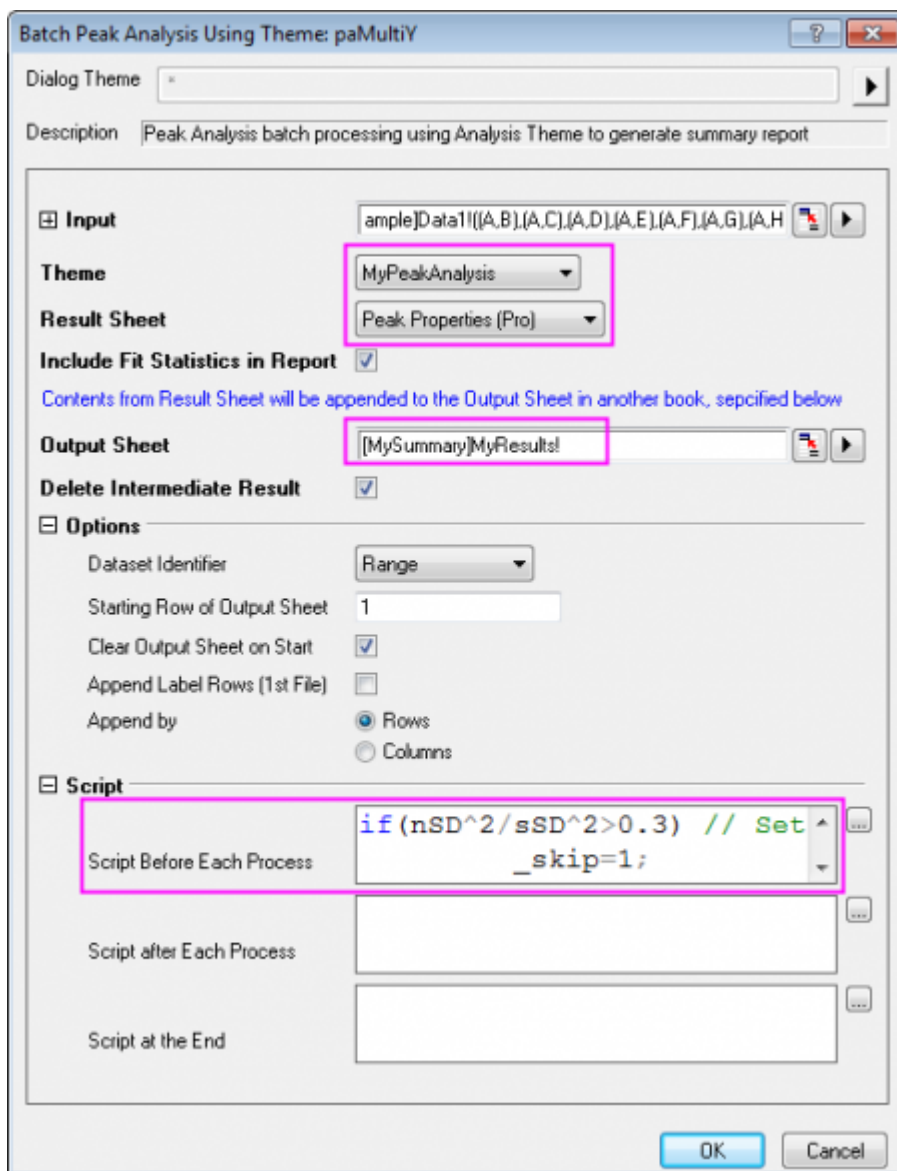 Batch Peak Analysis Using Theme: paMultiY
Dialog Theme *
Description Peak Analysis batch processing using Analysis Theme to generate summary report
Input ample]Data1!((A,B),(A,C),(A,D),(A,E),(A,F),(A,G),(A,H
Theme MyPeakAnalysis
Result Sheet Peak Properties (Pro)
Include Fit Statistics in Report
Contents from Result Sheet will be appended to the Output Sheet in another book, sepcified below
Output Sheet [MySummary]MyResults!
Delete Intermediate Result
Options
Dataset Identifier Range
Starting Row of Output Sheet 1
Clear Output Sheet on Start
Append Label Rows (1st File)
Append by Rows
Columns
Script
if(nSD^2/sSD^2>0.3) // Set
Script Before Each Process _skip=1;
Script after Each Process
Script at the End
OK Cancel